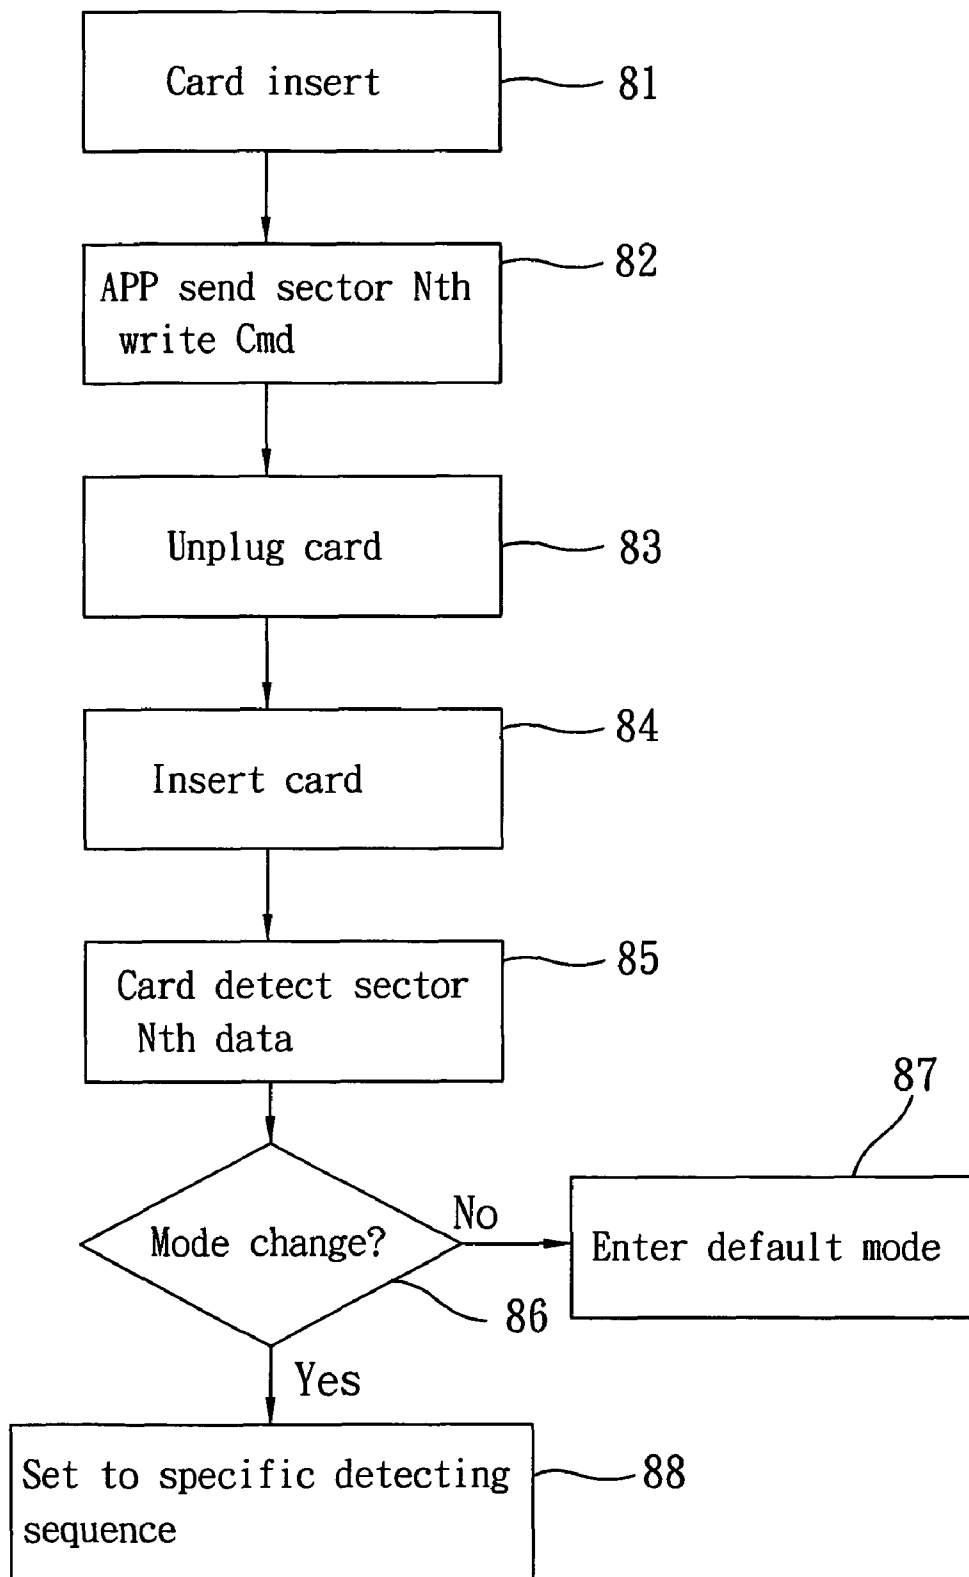 Card insert
81
APP send sector Nth
write Cmd
82
Unplug card
83
Insert card
84
Card detect sector
Nth data
85
Mode change?
86
No
Enter default mode
87
Yes
Set to specific detecting
sequence
88